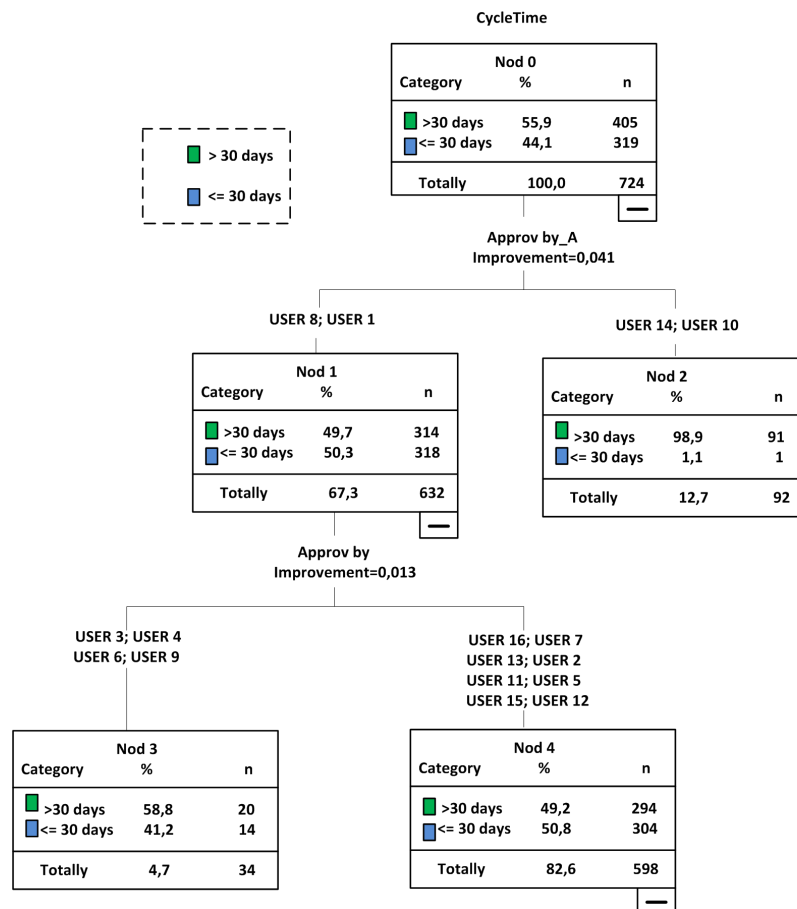 CycleTime
Nod 0
Category % n
>30 days 55,9 405
<= 30 days 44,1 319
Totally 100,0 724
> 30 days
<= 30 days
Approv by_A
Improvement=0,041
USER 8; USER 1
USER 14; USER 10
Nod 1
Category % n
>30 days 49,7 314
<= 30 days 50,3 318
Totally 67,3 632
Nod 2
Category % n
>30 days 98,9 91
<= 30 days 1,1 1
Totally 12,7 92
Approv by
Improvement=0,013
USER 3; USER 4
USER 6; USER 9
USER 16; USER 7
USER 13; USER 2
USER 11; USER 5
USER 15; USER 12
Nod 3
Category % n
>30 days 58,8 20
<= 30 days 41,2 14
Totally 4,7 34
Nod 4
Category % n
>30 days 49,2 294
<= 30 days 50,8 304
Totally 82,6 598